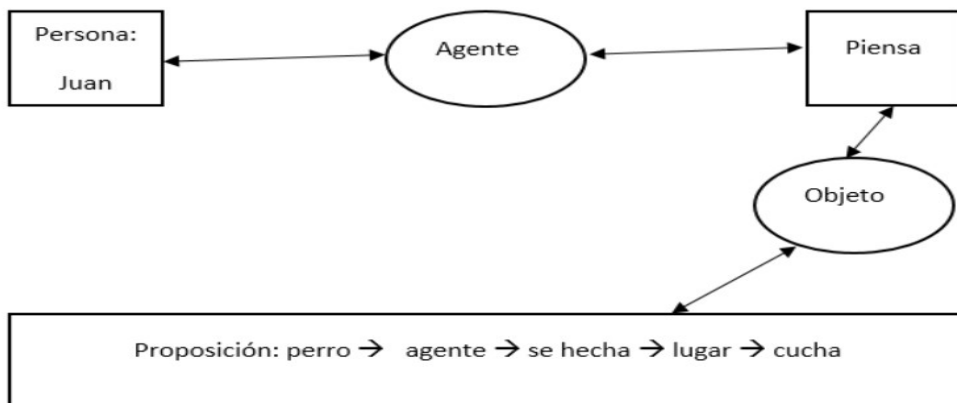 Persona:
Juan
Agente
Piensa
Objeto
Proposición: perro → agente → se hecha → lugar → cucha